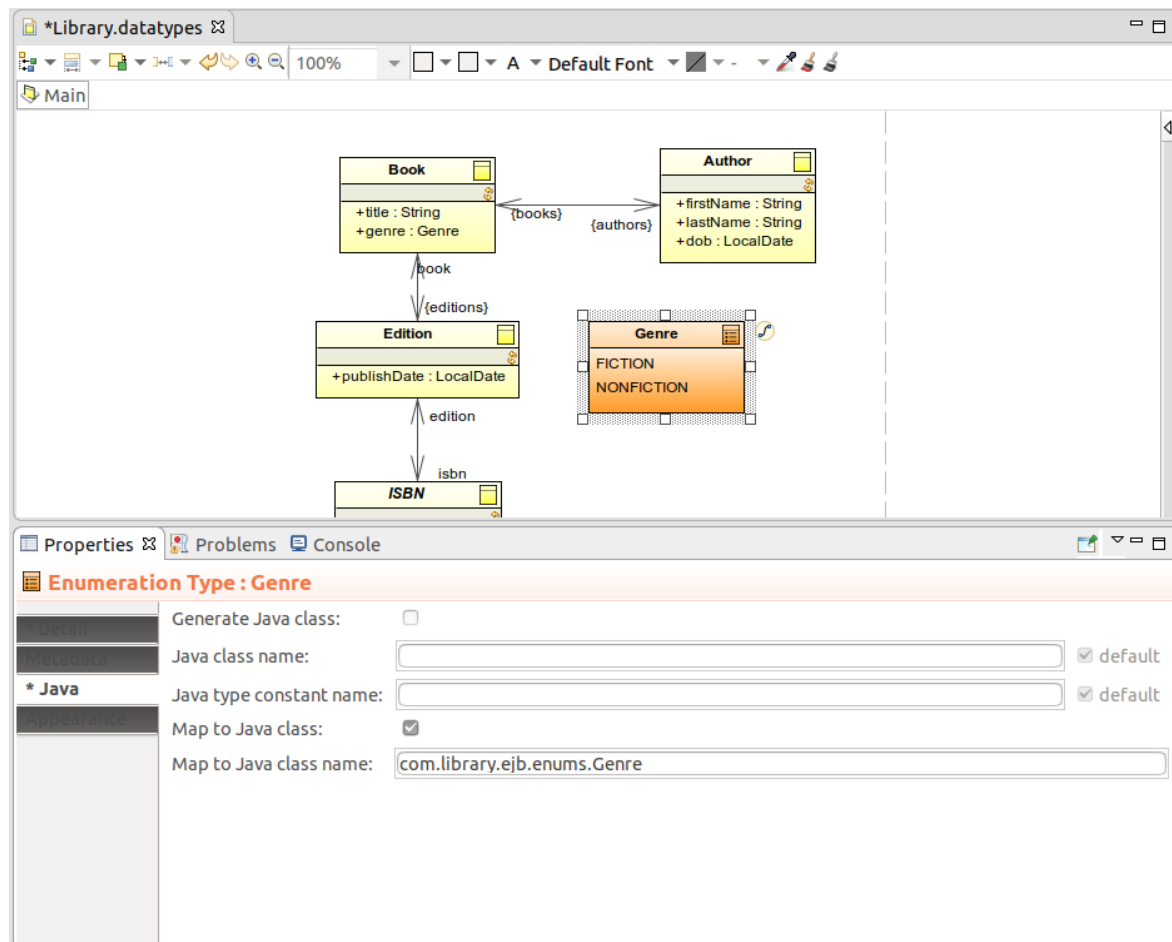 *Library.datatypes
100%
A
Default Font
Main
Book
+title : String
+genre : Genre
Author
+firstName : String
+lastName : String
+dob : LocalDate
{books}
{authors}
book
{editions}
Edition
+publishDate : LocalDate
Genre
FICTION
NONFICTION
edition
isbn
ISBN
Properties
Problems
Console
Enumeration Type : Genre
* Detail
Metadata
* Java
Appearance
Generate Java class:
Java class name:
default
Java type constant name:
default
Map to Java class:
Map to Java class name:
com.library.ejb.enums.Genre